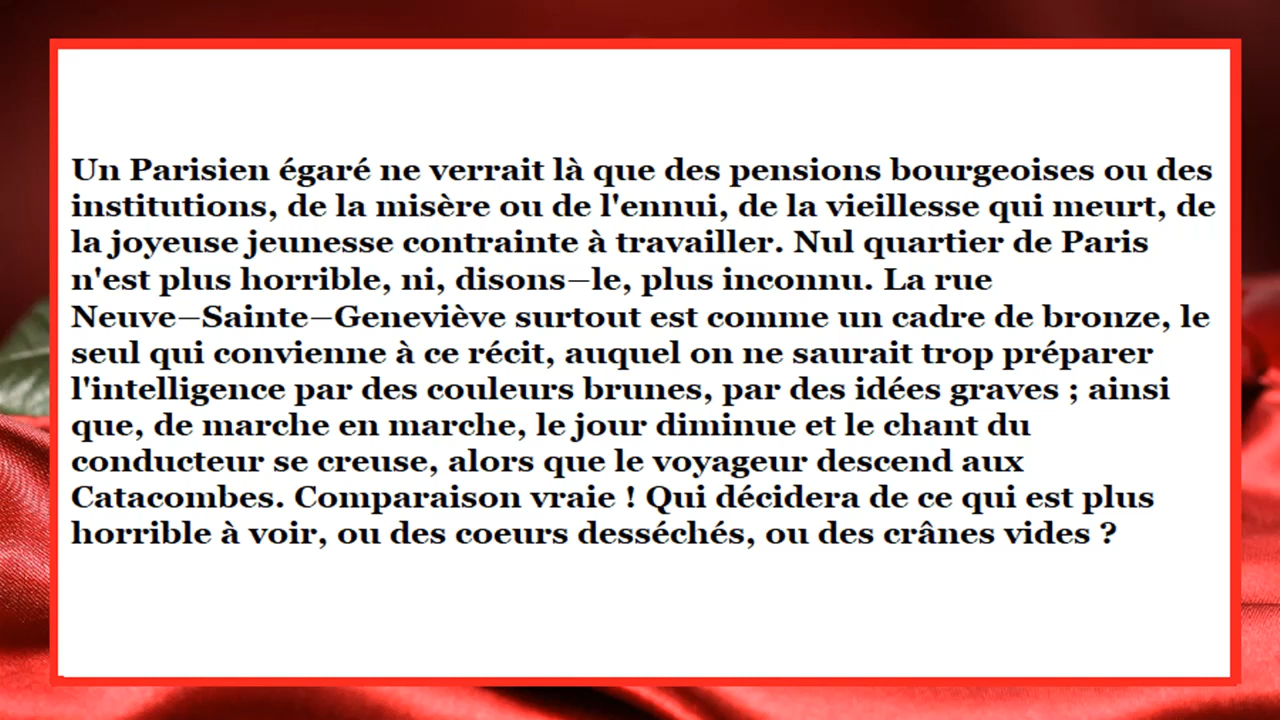 Un Parisien égaré ne verrait là que des pensions bourgeoises ou des
institutions, de la misère ou de l'ennui, de la vieillesse qui meurt, de
la joyeuse jeunesse contrainte à travailler. Nul quartier de Paris
n'est plus horrible, ni, disons—le, plus inconnu. La rue
Neuve—Sainte—Geneviève surtout est comme un cadre de bronze, le
seul qui convienne à ce récit, auquel on ne saurait trop préparer
l'intelligence par des couleurs brunes, par des idées graves ; ainsi
que, de marche en marche, le jour diminue et le chant du
conducteur se creuse, alors que le voyageur descend aux
Catacombes. Comparaison vraie ! Qui décidera de ce qui est plus
horrible à voir, ou des coeurs desséchés, ou des crânes vides ?